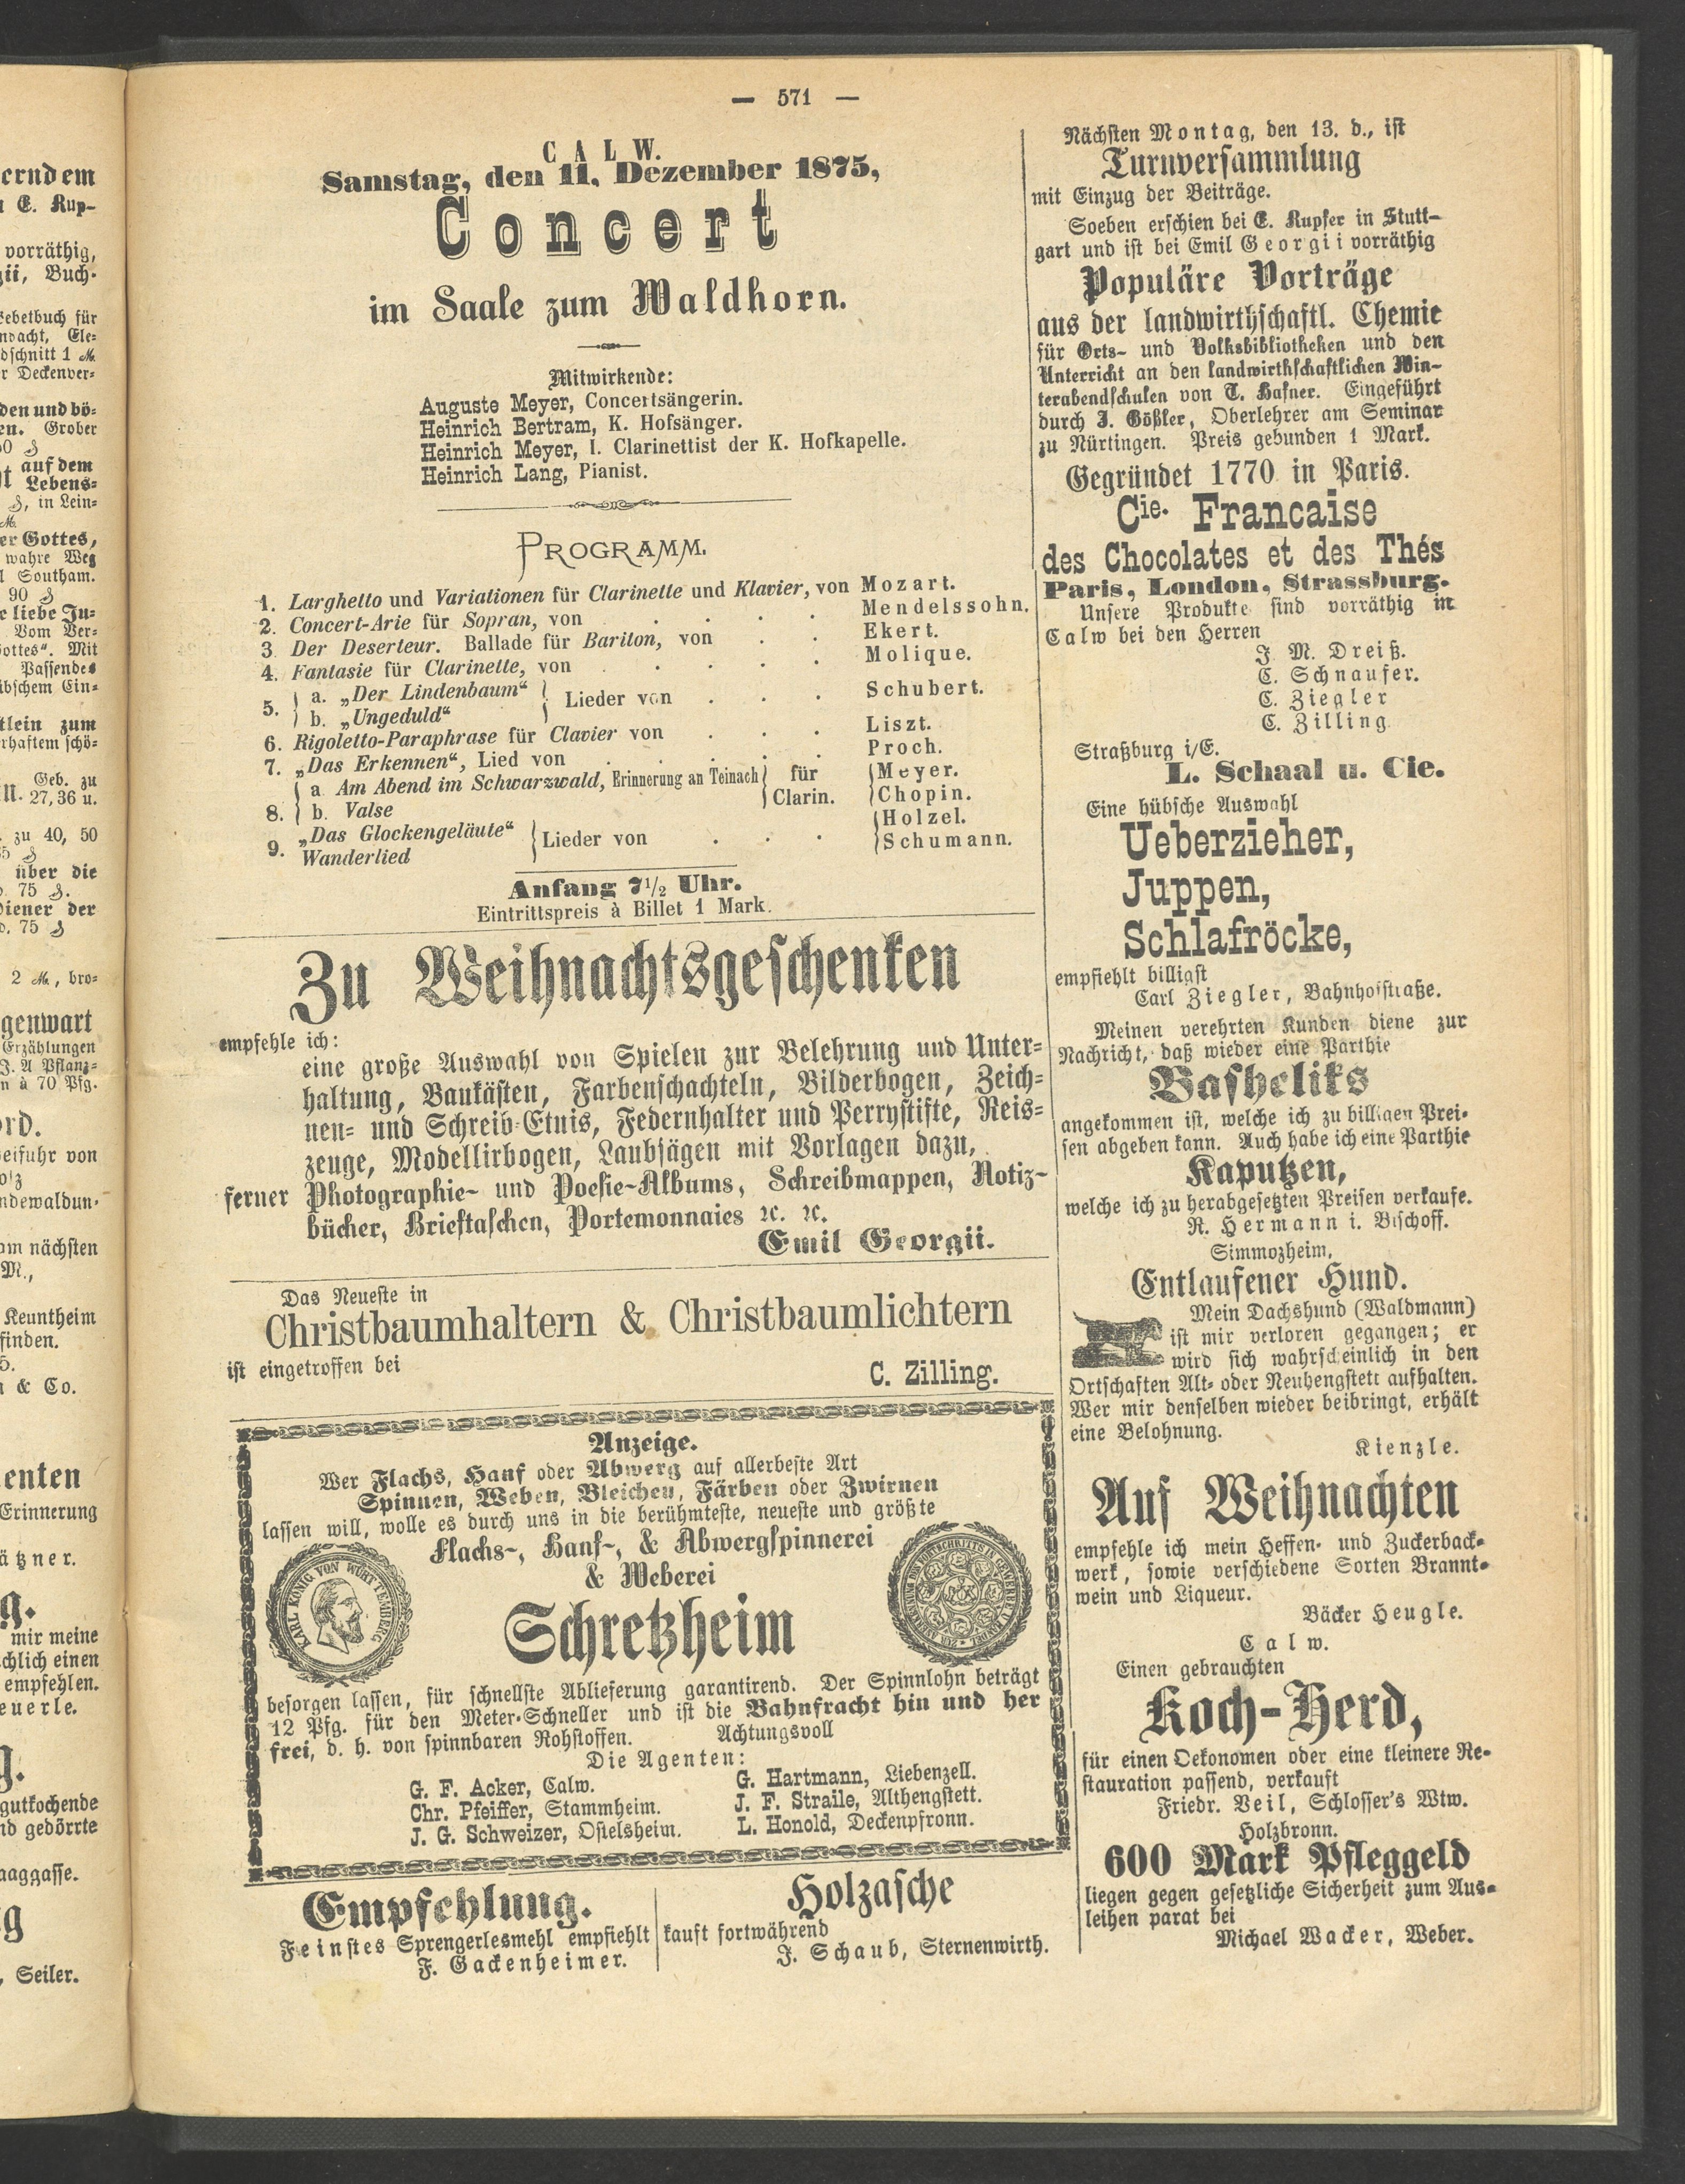 — 571 —
CALW.
Samstag, den 11. Dezember 1875,
Concert
im Saale zum Waldhorn.
Mitwirkende:
Auguste Meyer, Concertsängerin.
Heinrich Bertram, K. Hofsänger.
Heinrich Meyer, I. Clarinettist der K. Hofkapelle.
Heinrich Lang, Pianist.
PROGRAMM.
1. Larghetto und Variationen für Clarinette und Klavier, von Mozart.
2. Concert-Arie für Sopran, von . . . . Mendelssohn.
3. Der Deserteur. Ballade für Bariton, von . . Ekert.
4. Fantasie für Clarinette, von . . . . Molique.
5. { a. „Der Lindenbaum“ } Lieder von . . Schubert.
{ b. „Ungeduld“ }
6. Rigoletto-Paraphrase für Clavier von . . . Liszt.
7. „Das Erkennen“, Lied von . . . . Proch.
8. { a. Am Abend im Schwarzwald, Erinnerung an Teinach } für { Meyer.
{ b. Valse } Clarin. { Chopin.
9. „Das Glockengeläute“ } Lieder von . . { Holzel.
Wanderlied } { Schumann.
Anfang 7½ Uhr.
Eintrittspreis à Billet 1 Mark.
Zu Weihnachtsgeschenken
empfehle ich:
eine große Auswahl von Spielen zur Belehrung und Unter-
haltung, Baukästen, Farbenschachteln, Bilderbogen, Zeich-
nen- und Schreib-Etuis, Federnhalter und Perrystifte, Reis-
zeuge, Modellirbogen, Laubsägen mit Vorlagen dazu,
ferner Photographie- und Poesie-Albums, Schreibmappen, Notiz-
bücher, Brieftaschen, Portemonnaies ꝛc. ꝛc.
Emil Georgii.
Das Neueste in
Christbaumhaltern & Christbaumlichtern
ist eingetroffen bei
C. Zilling.
Anzeige.
Wer Flachs, Hanf oder Abwerg auf allerbeste Art
Spinnen, Weben, Bleichen, Färben oder Zwirnen
lassen will, wolle es durch uns in die berühmteste, neueste und größte
Flachs-, Hanf-, & Abwergspinnerei
& Weberei
KARL KÖNIG VON WÜRTTEMBERG
Schretzheim
besorgen lassen, für schnellste Ablieferung garantirend. Der Spinnlohn beträgt
12 Pfg. für den Meter-Schneller und ist die Bahnfracht hin und her
frei, d. h. von spinnbaren Rohstoffen. Achtungsvoll
Die Agenten:
G. F. Acker, Calw.
Chr. Pfeiffer, Stammheim.
J. G. Schweizer, Ostelsheim.
G. Hartmann, Liebenzell.
J. F. Straile, Althengstett.
L. Honold, Deckenpfronn.
Empfehlung.
Feinstes Sprengerlesmehl empfiehlt
F. Gackenheimer.
Holzasche
kauft fortwährend
J. Schaub, Sternenwirth.
Nächsten Montag, den 13. d., ist
Turnversammlung
mit Einzug der Beiträge.
Soeben erschien bei E. Rupfer in Stutt-
gart und ist bei Emil Georgii vorräthig
Populäre Vorträge
aus der landwirthschaftl. Chemie
für Orts- und Volksbibliotheken und den
Unterricht an den landwirthschaftlichen Win-
terabendschulen von T. Hafner. Eingeführt
durch J. Gößler, Oberlehrer am Seminar
zu Nürtingen. Preis gebunden 1 Mark.
Gegründet 1770 in Paris.
Cie. Francaise
des Chocolates et des Thés
Paris, London, Strassburg.
Unsere Produkte sind vorräthig in
Calw bei den Herren
J. M. Dreiß.
C. Schnaufer.
C. Ziegler
C. Zilling
Straßburg i/E.
L. Schaal u. Cie.
Eine hübsche Auswahl
Ueberzieher,
Juppen,
Schlafröcke,
empfiehlt billigst
Carl Ziegler, Bahnhofstraße.
Meinen verehrten Kunden diene zur
Nachricht, daß wieder eine Parthie
Basheliks
angekommen ist, welche ich zu billigen Prei-
sen abgeben kann. Auch habe ich eine Parthie
Kaputzen,
welche ich zu herabgesetzten Preisen verkaufe.
R. Hermann i. Bischoff.
Simmozheim,
Entlaufener Hund.
Mein Dachshund (Waldmann)
ist mir verloren gegangen; er
wird sich wahrscheinlich in den
Ortschaften Alt- oder Neuhengstett aufhalten.
Wer mir denselben wieder beibringt, erhält
eine Belohnung.
Kienzle.
Auf Weihnachten
empfehle ich mein Heffen- und Zuckerback-
werk, sowie verschiedene Sorten Brannt-
wein und Liqueur.
Bäcker Heugle.
Calw.
Einen gebrauchten
Koch-Herd,
für einen Oekonomen oder eine kleinere Re-
stauration passend, verkauft
Friedr. Veil, Schlosser's Wtw.
Holzbronn.
600 Mark Pfleggeld
liegen gegen gesetzliche Sicherheit zum Aus-
leihen parat bei
Michael Wacker, Weber.